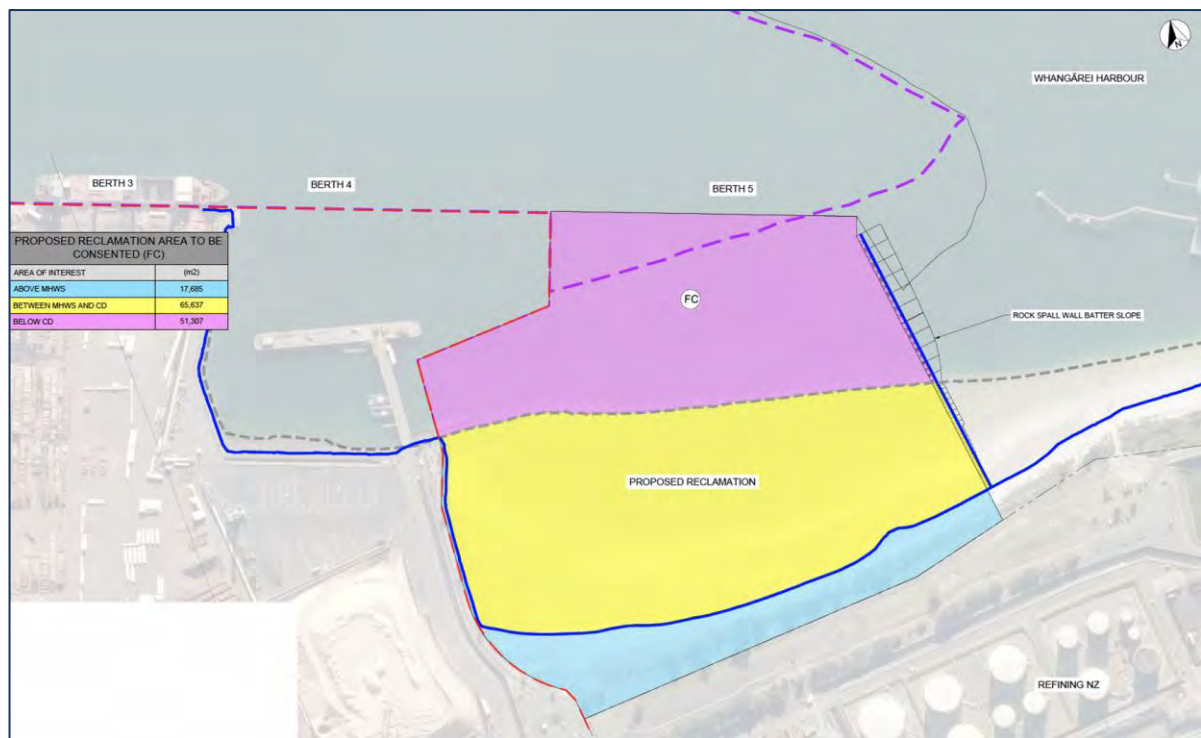 N
WHANGĀREI HARBOUR
BERTH 3
BERTH 4
BERTH 5
PROPOSED RECLAMATION AREA TO BE
CONSENTED (FC)
AREA OF INTEREST (m2)
ABOVE MHWS 17,685
BETWEEN MHWS AND CD 65,637
BELOW CD 51,307
FC
ROCK SPALL WALL BATTER SLOPE
PROPOSED RECLAMATION
REFINING NZ